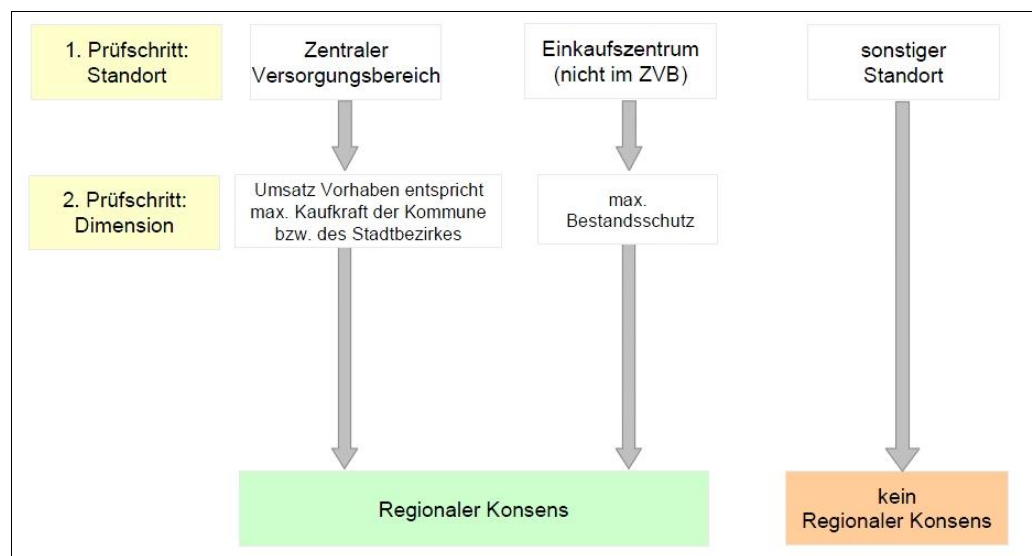 1. Prüfschritt:
Standort
Zentraler
Versorgungsbereich
Einkaufszentrum
(nicht im ZVB)
sonstiger
Standort
2. Prüfschritt:
Dimension
Umsatz Vorhaben entspricht
max. Kaufkraft der Kommune
bzw. des Stadtbezirkes
max.
Bestandsschutz
Regionaler Konsens
kein
Regionaler Konsens